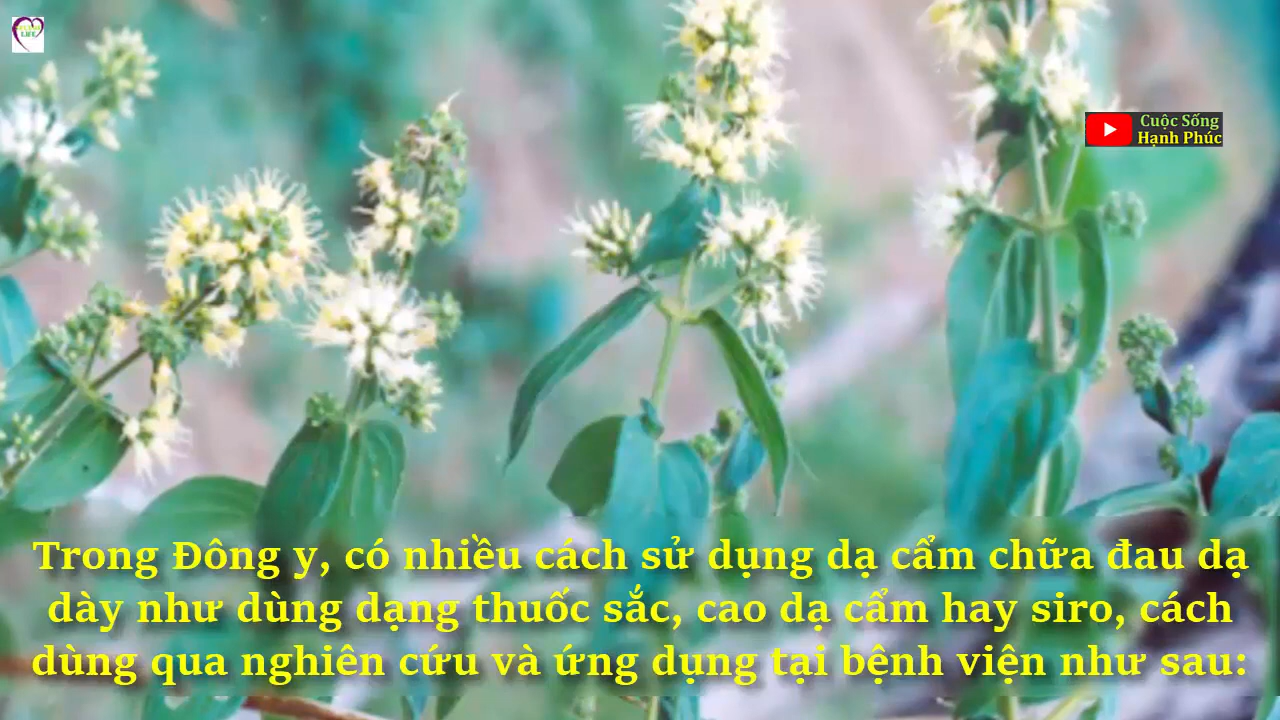 LIFE
Cuộc Sống
Hạnh Phúc
Trong Đông y, có nhiều cách sử dụng dạ cẩm chữa đau dạ
dày như dùng dạng thuốc sắc, cao dạ cẩm hay siro, cách
dùng qua nghiên cứu và ứng dụng tại bệnh viện như sau: